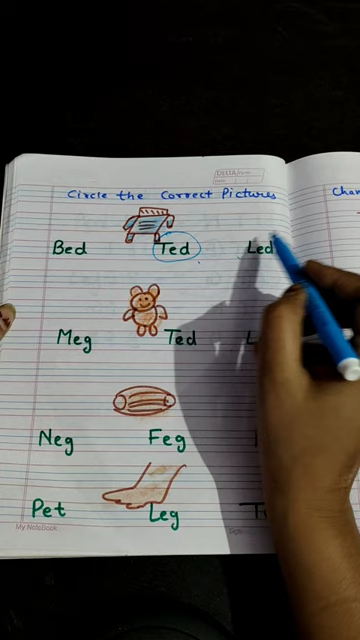 Circle the Correct Pictures
Bed Ted Led
Meg Ted
Neg Feg
Pet Leg
My NoteBook